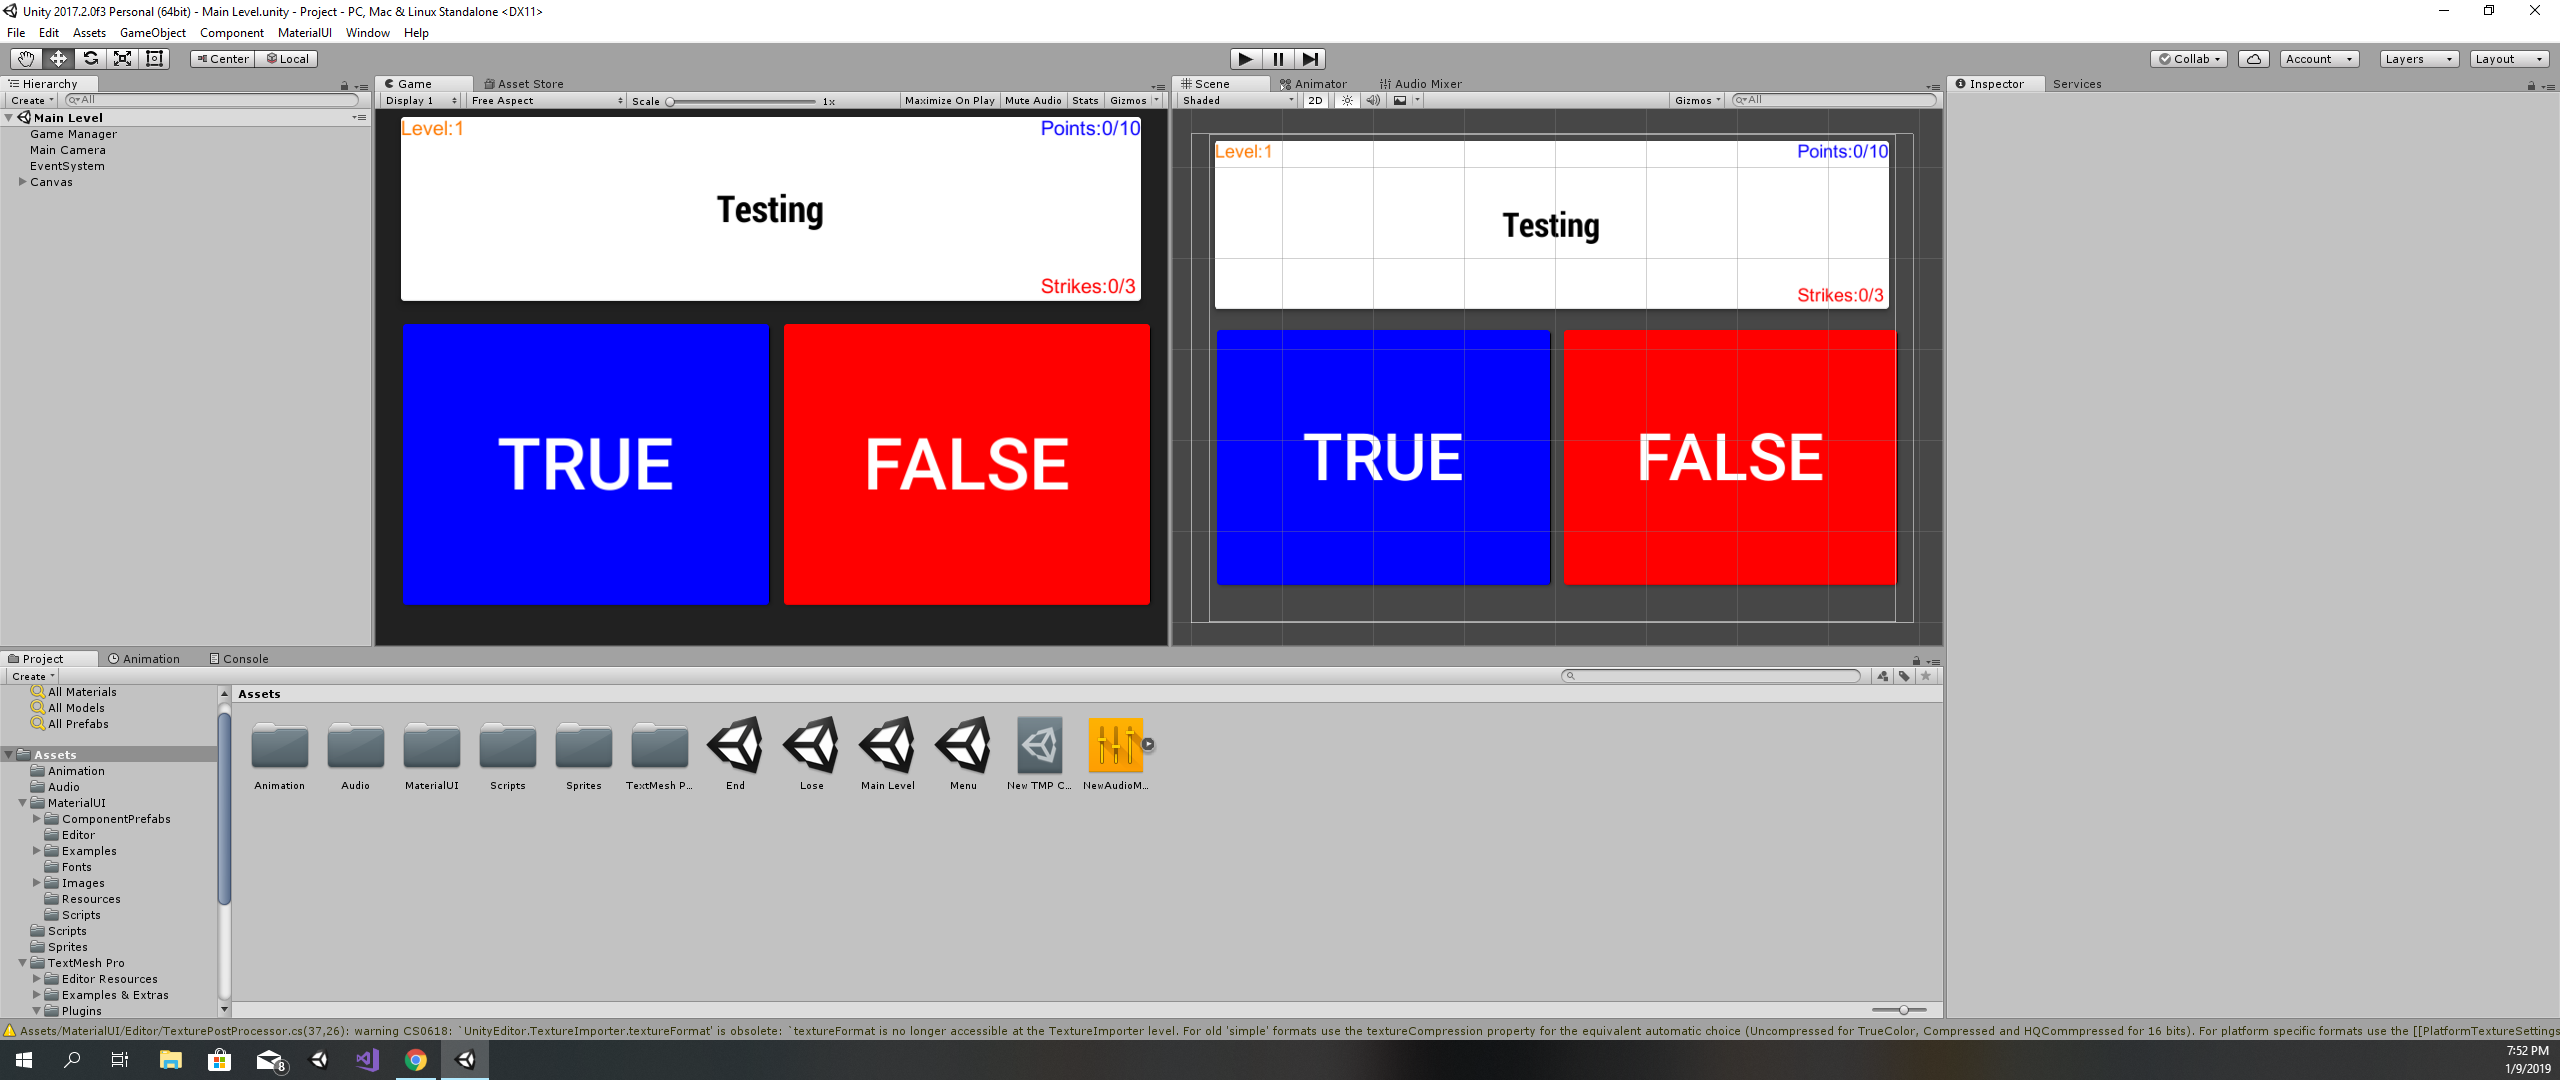 Unity 2017.2.0f3 Personal (64bit) - Main Level.unity - Project - PC, Mac & Linux Standalone <DX11>
File Edit Assets GameObject Component MaterialUI Window Help
Center Local Collab Account Layers Layout
Hierarchy
Create All
Main Level
Game Manager
Main Camera
EventSystem
Canvas
Game Asset Store
Display 1 Free Aspect Scale 1x Maximize On Play Mute Audio Stats Gizmos
Level:1 Points:0/10
Testing
Strikes:0/3
TRUE FALSE
Scene Animator Audio Mixer
Shaded 2D Gizmos All
Level:1 Points:0/10
Testing
Strikes:0/3
TRUE FALSE
Inspector Services
Project Animation Console
Create
All Materials
All Models
All Prefabs
Assets
Animation
Audio
MaterialUI
ComponentPrefabs
Editor
Examples
Fonts
Images
Resources
Scripts
Scripts
Sprites
TextMesh Pro
Editor Resources
Examples & Extras
Plugins
Assets
Animation Audio MaterialUI Scripts Sprites TextMesh P... End Lose Main Level Menu New TMP C... NewAudioM...
Assets/MaterialUI/Editor/TexturePostProcessor.cs(37,26): warning CS0618: `UnityEditor.TextureImporter.textureFormat' is obsolete: `textureFormat is no longer accessible at the TextureImporter level. For old 'simple' formats use the textureCompression property for the equivalent automatic choice (Uncompressed for TrueColor, Compressed and HQCommpressed for 16 bits). For platform specific formats use the [[PlatformTextureSettings
8
7:52 PM
1/9/2019